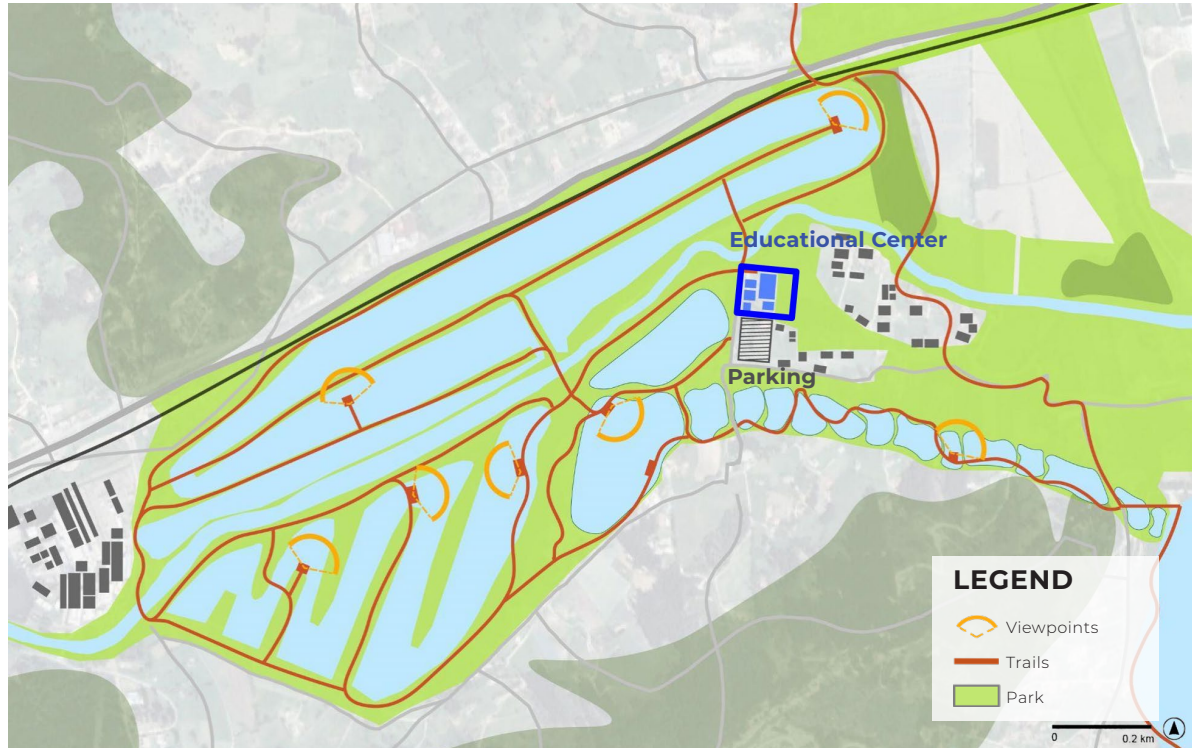 Educational Center
Parking
LEGEND
Viewpoints
Trails
Park
0
0.2 km